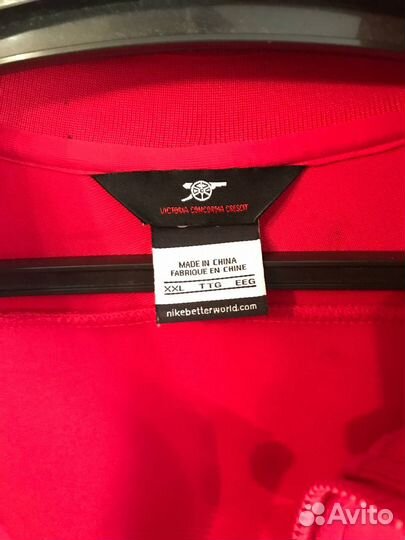 VICTORIA CONCORDIA CRESCIT
MADE IN CHINA
FABRIQUE EN CHINE
XXL TTG EEG
nikebetterworld.com
Avito